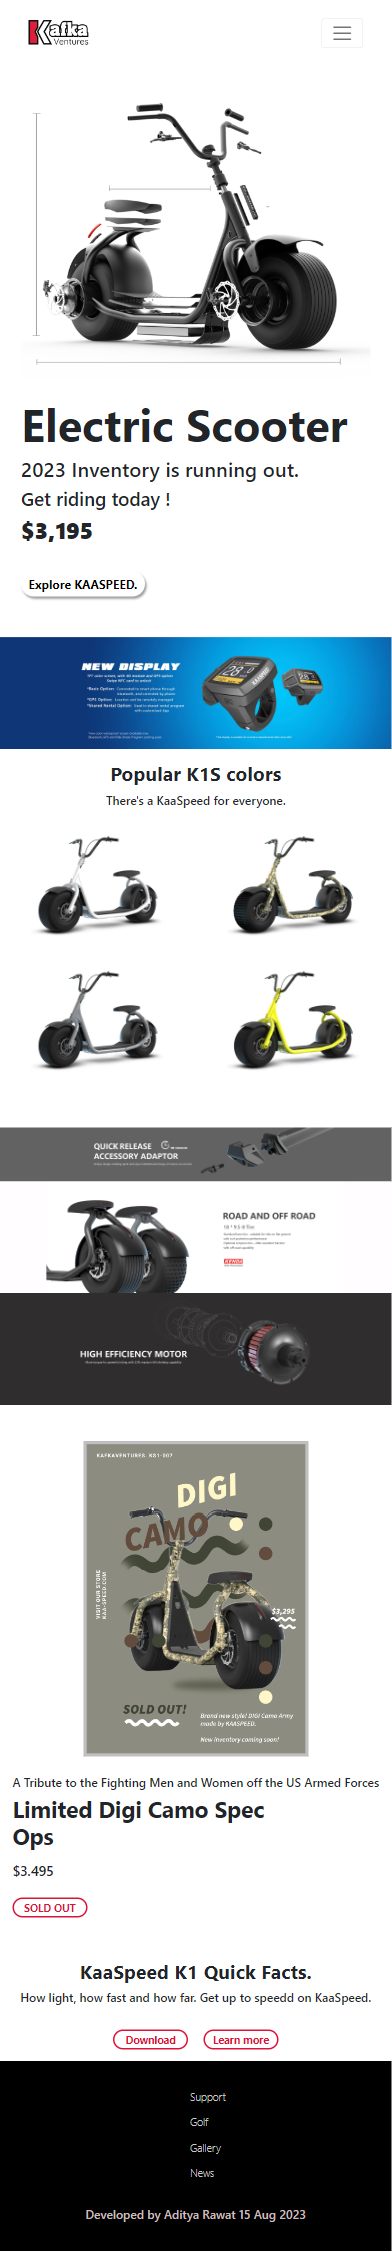 Kafka
Ventures
Electric Scooter
2023 Inventory is running out.
Get riding today !
$3,195
Explore KAASPEED.
NEW DISPLAY
KAASPEED
Popular K1S colors
There's a KaaSpeed for everyone.
QUICK RELEASE
ACCESSORY ADAPTOR
ROAD AND OFF ROAD
HIGH EFFICIENCY MOTOR
KAFKAVENTURES. KS1-007
DIGI
CAMO
VISIT OUR STORE
KAA-SPEED.COM
$3,295
SOLD OUT!
Brand new style! DIGI Camo Army
made by KAASPEED.
New inventory coming soon!
A Tribute to the Fighting Men and Women off the US Armed Forces
Limited Digi Camo Spec
Ops
$3.495
SOLD OUT
KaaSpeed K1 Quick Facts.
How light, how fast and how far. Get up to speedd on KaaSpeed.
Download
Learn more
Support
Golf
Gallery
News
Developed by Aditya Rawat 15 Aug 2023